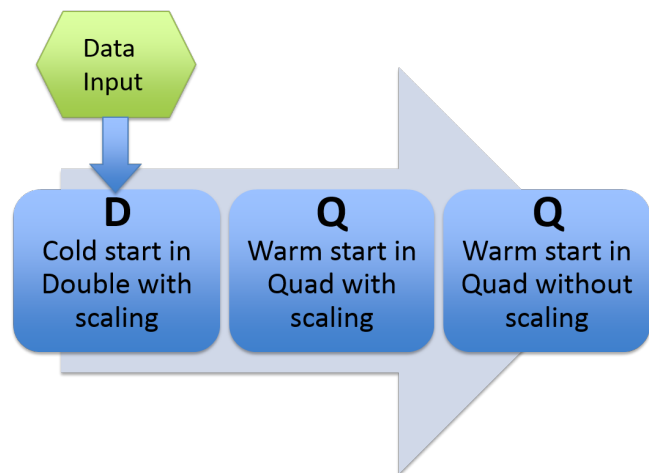 Data
Input
D
Cold start in
Double with
scaling
Q
Warm start in
Quad with
scaling
Q
Warm start in
Quad without
scaling